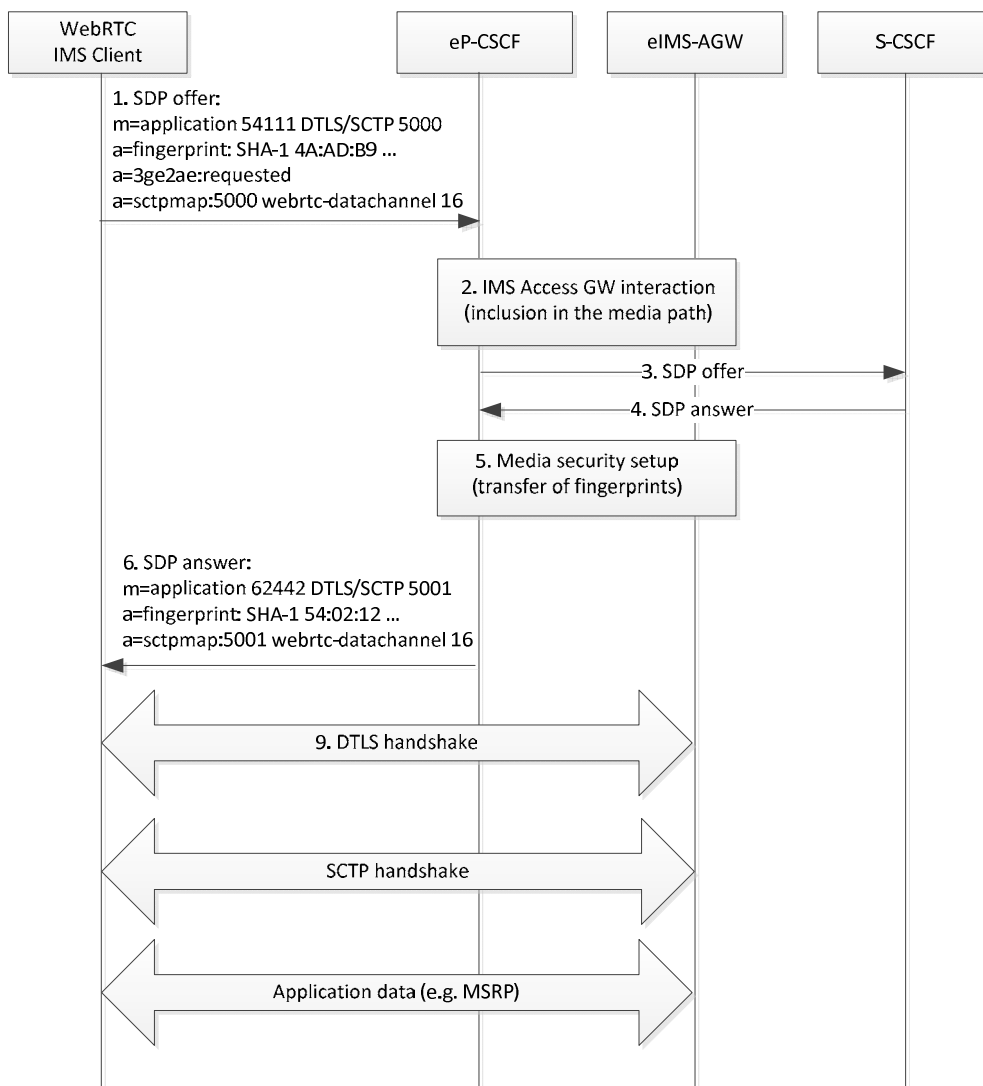 WebRTC
IMS Client
eP-CSCF
eIMS-AGW
S-CSCF
1. SDP offer:
m=application 54111 DTLS/SCTP 5000
a=fingerprint: SHA-1 4A:AD:B9 ...
a=3ge2ae:requested
a=sctpmap:5000 webrtc-datachannel 16
2. IMS Access GW interaction
(inclusion in the media path)
3. SDP offer
4. SDP answer
5. Media security setup
(transfer of fingerprints)
6. SDP answer:
m=application 62442 DTLS/SCTP 5001
a=fingerprint: SHA-1 54:02:12 ...
a=sctpmap:5001 webrtc-datachannel 16
9. DTLS handshake
SCTP handshake
Application data (e.g. MSRP)